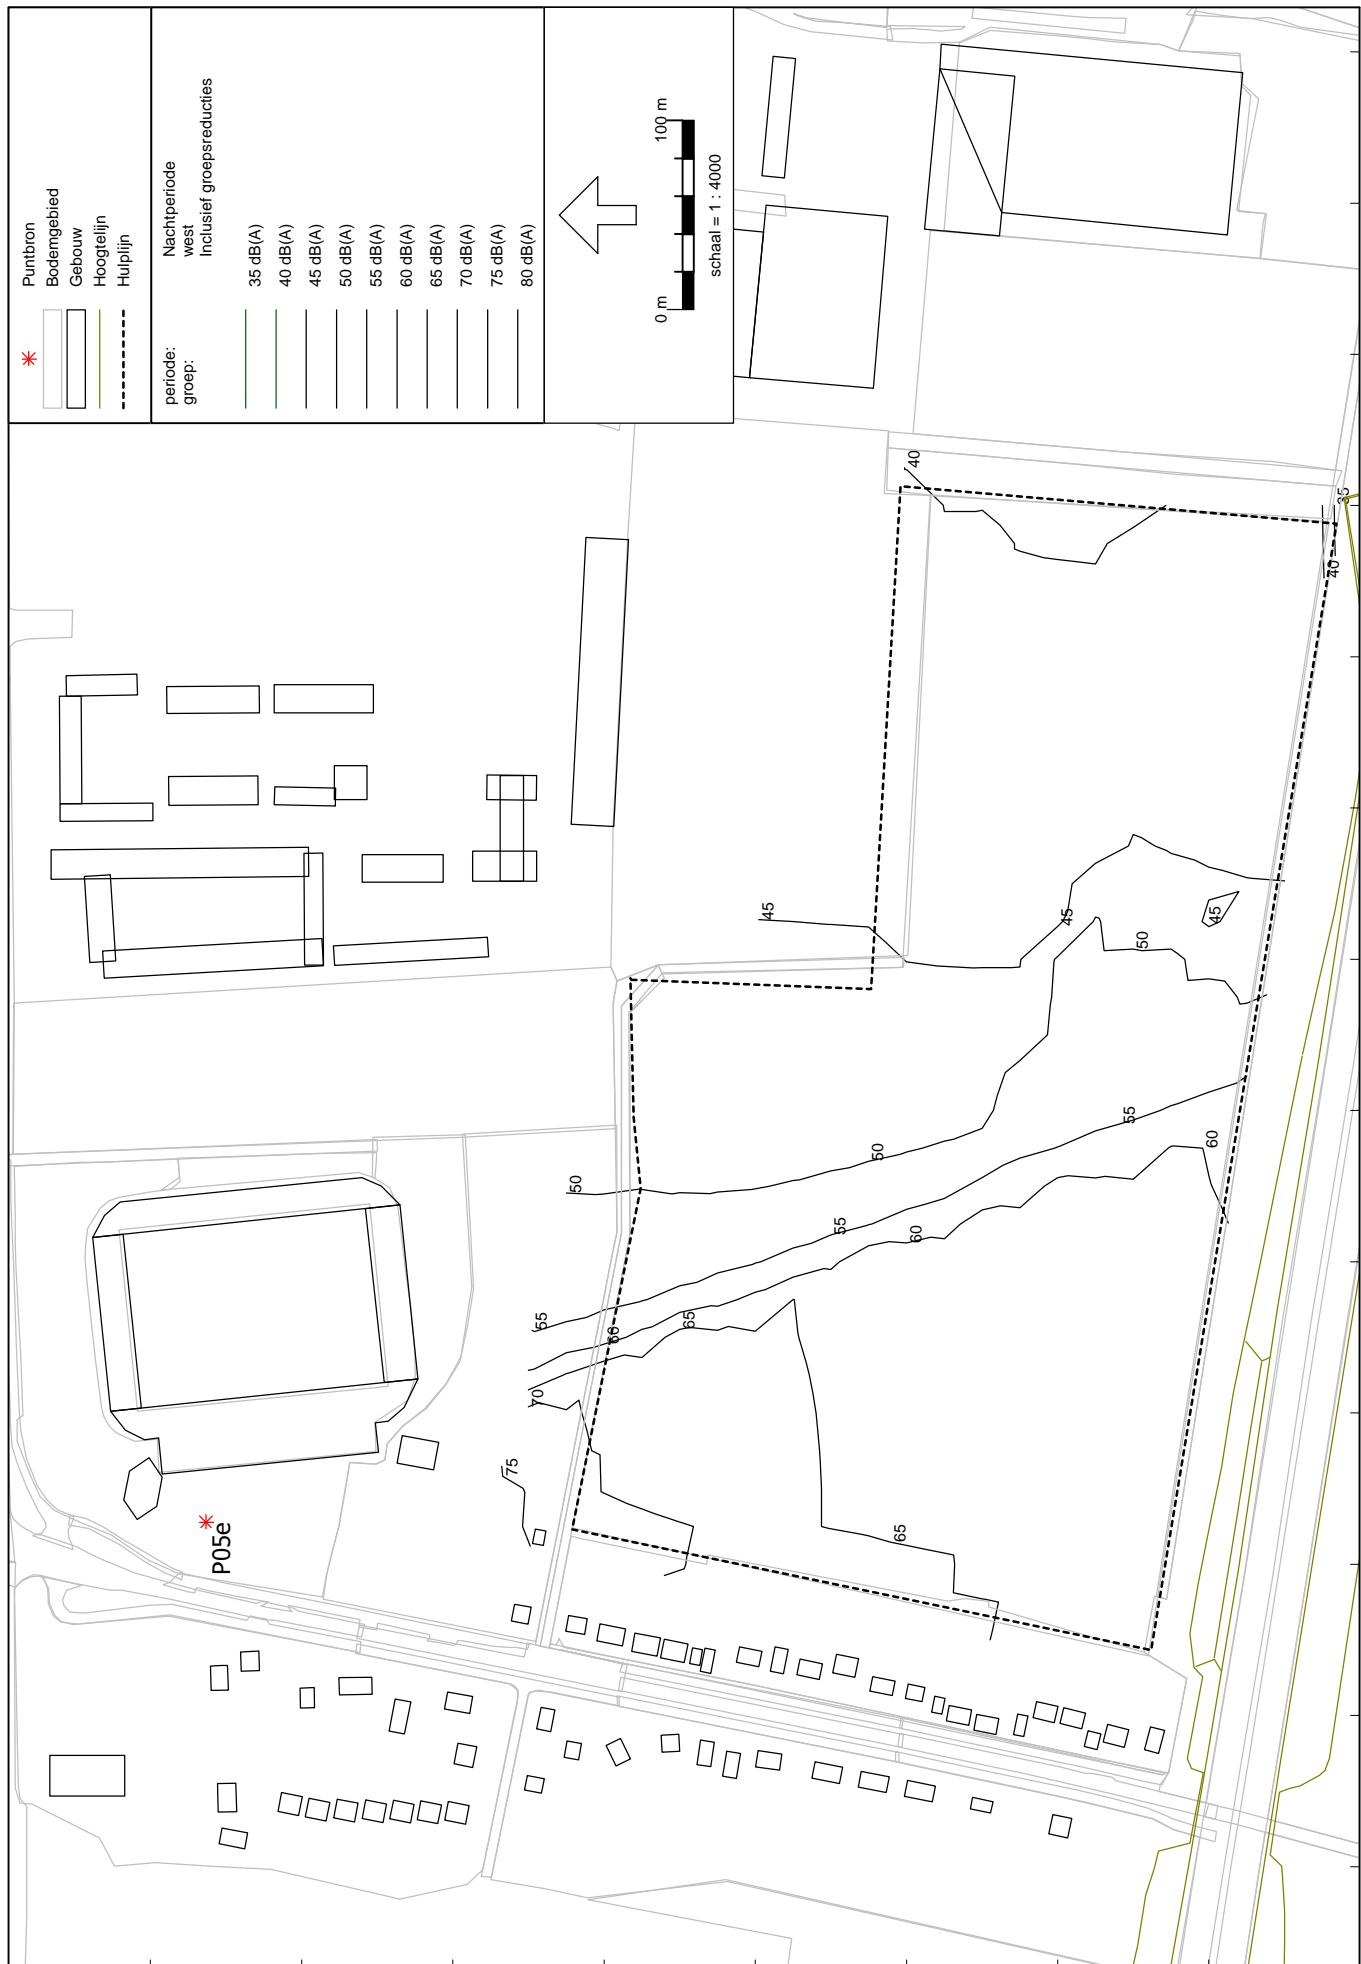 Puntbron
Bodemgebied
Gebouw
Hoogtelijn
Hulplijn
periode: Nachtperiode
groep: west
Inclusief groepsreducties
35 dB(A)
40 dB(A)
45 dB(A)
50 dB(A)
55 dB(A)
60 dB(A)
65 dB(A)
70 dB(A)
75 dB(A)
80 dB(A)
0 m 100 m
schaal = 1 : 4000
P05e
75
70
65
60
55
50
45
40
65
60
55
50
45
50
45
60
55
40
35